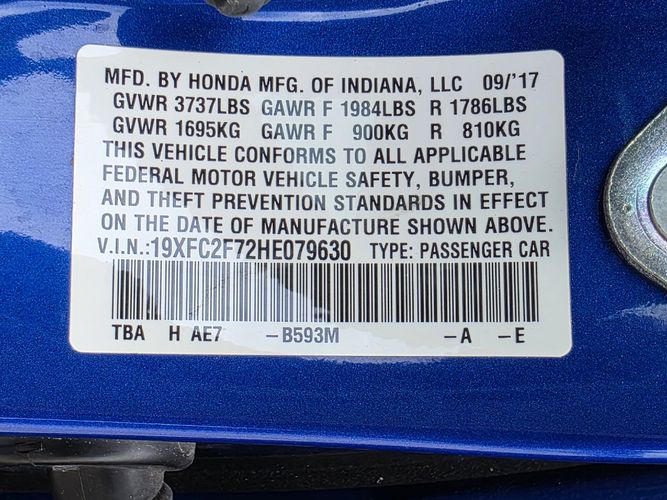 MFD. BY HONDA MFG. OF INDIANA, LLC 09/'17
GVWR 3737LBS GAWR F 1984LBS R 1786LBS
GVWR 1695KG GAWR F 900KG R 810KG
THIS VEHICLE CONFORMS TO ALL APPLICABLE
FEDERAL MOTOR VEHICLE SAFETY, BUMPER,
AND THEFT PREVENTION STANDARDS IN EFFECT
ON THE DATE OF MANUFACTURE SHOWN ABOVE.
V.I.N.:19XFC2F72HE079630 TYPE: PASSENGER CAR
TBA H AE7 –B593M –A –E